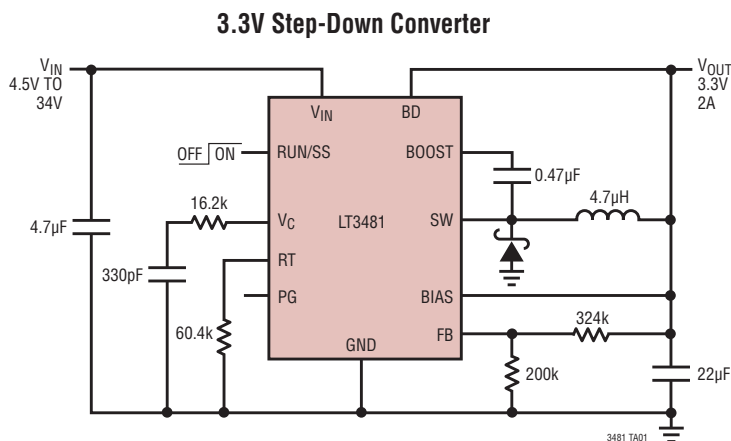 3.3V Step-Down Converter
VIN
4.5V TO
34V
VOUT
3.3V
2A
VIN
BD
OFF ON
RUN/SS
BOOST
0.47µF
16.2k
4.7µH
4.7µF
VC
LT3481
SW
330pF
RT
PG
BIAS
60.4k
324k
FB
GND
200k
22µF
3481 TA01